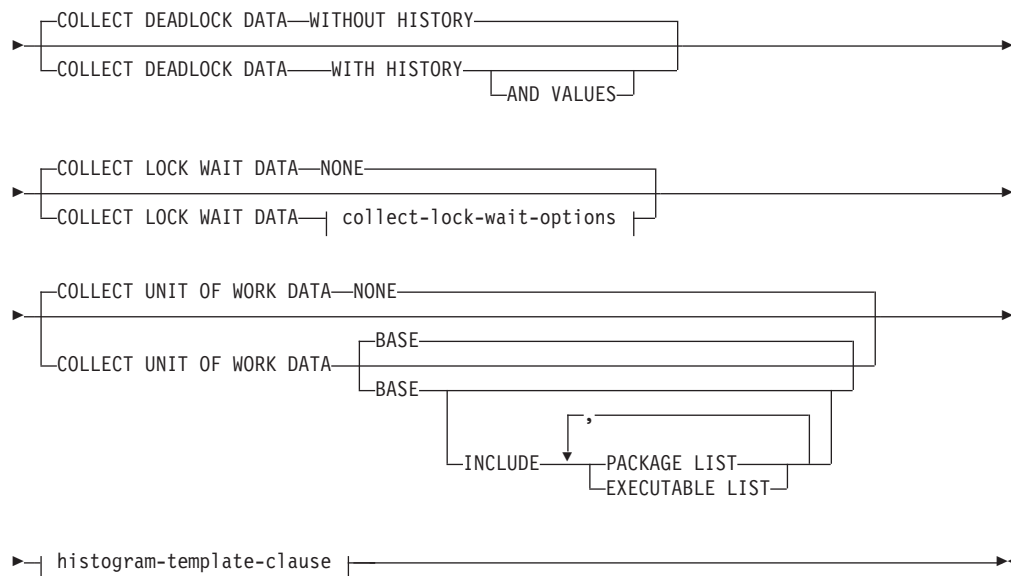 COLLECT DEADLOCK DATA WITHOUT HISTORY
COLLECT DEADLOCK DATA WITH HISTORY
AND VALUES
COLLECT LOCK WAIT DATA NONE
COLLECT LOCK WAIT DATA collect-lock-wait-options
COLLECT UNIT OF WORK DATA NONE
BASE
COLLECT UNIT OF WORK DATA
BASE
,
INCLUDE PACKAGE LIST
EXECUTABLE LIST
histogram-template-clause